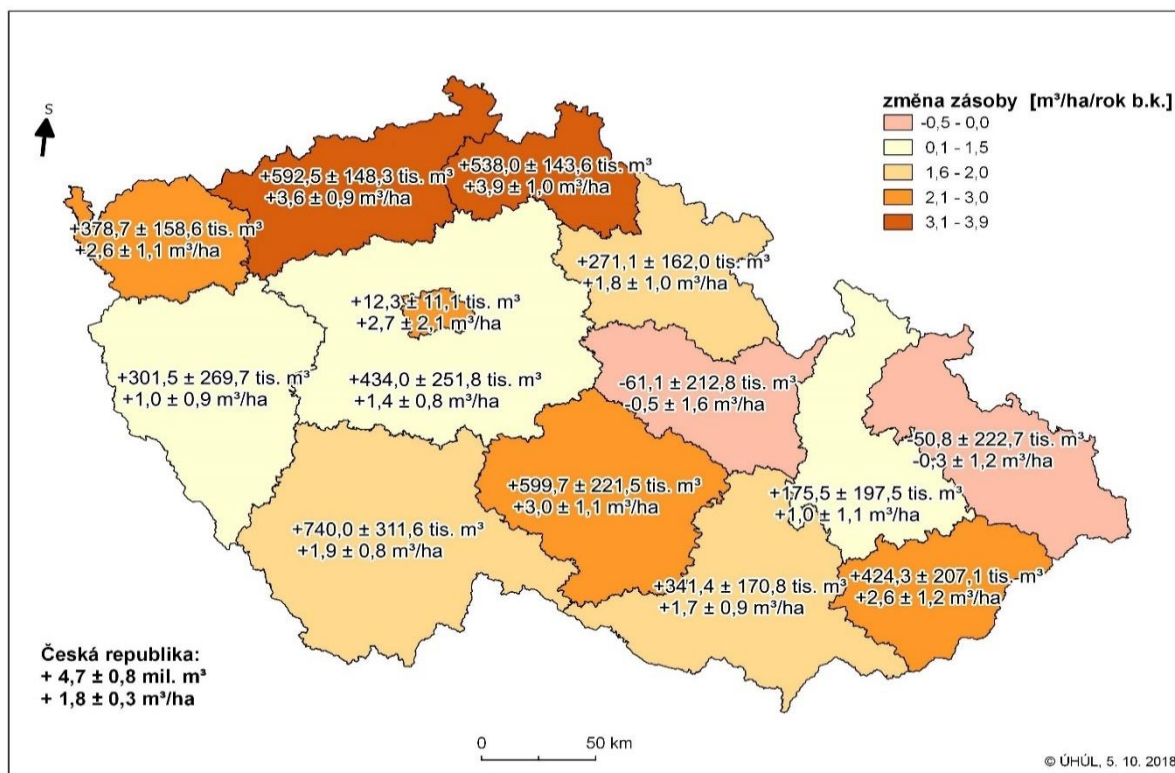 S
změna zásoby [m³/ha/rok b.k.]
-0,5 - 0,0
0,1 - 1,5
1,6 - 2,0
2,1 - 3,0
3,1 - 3,9
+592,5 ± 148,3 tis. m³
+3,6 ± 0,9 m³/ha
+538,0 ± 143,6 tis. m³
+3,9 ± 1,0 m³/ha
+378,7 ± 158,6 tis. m³
+2,6 ± 1,1 m³/ha
+271,1 ± 162,0 tis. m³
+1,8 ± 1,0 m³/ha
+12,3 ± 11,1 tis. m³
+2,7 ± 2,1 m³/ha
+301,5 ± 269,7 tis. m³
+1,0 ± 0,9 m³/ha
+434,0 ± 251,8 tis. m³
+1,4 ± 0,8 m³/ha
-61,1 ± 212,8 tis. m³
-0,5 ± 1,6 m³/ha
-50,8 ± 222,7 tis. m³
-0,3 ± 1,2 m³/ha
+599,7 ± 221,5 tis. m³
+3,0 ± 1,1 m³/ha
+175,5 ± 197,5 tis. m³
+1,0 ± 1,1 m³/ha
+740,0 ± 311,6 tis. m³
+1,9 ± 0,8 m³/ha
+341,4 ± 170,8 tis. m³
+1,7 ± 0,9 m³/ha
+424,3 ± 207,1 tis. m³
+2,6 ± 1,2 m³/ha
Česká republika:
+ 4,7 ± 0,8 mil. m³
+ 1,8 ± 0,3 m³/ha
0 50 km
© ÚHÚL, 5. 10. 2018